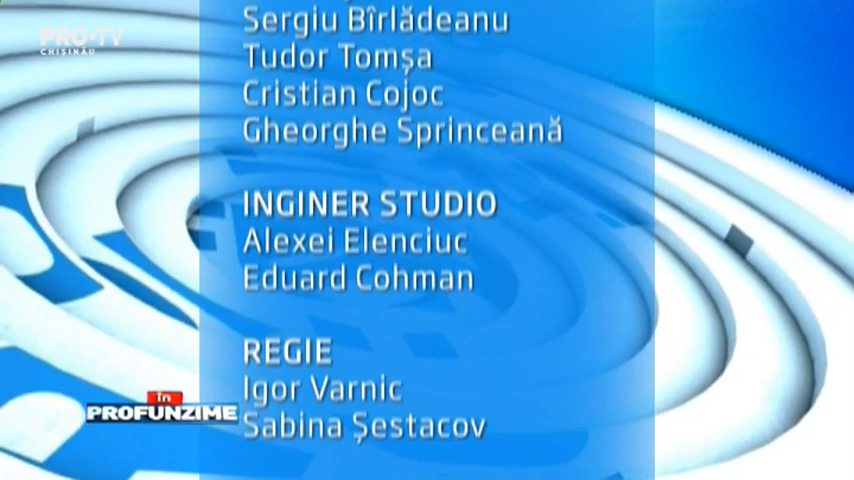 Sergiu Bîrlădeanu
PRO•TV
CHIȘINĂU
Tudor Tomșa
Cristian Cojoc
Gheorghe Sprinceană
INGINER STUDIO
Alexei Elenciuc
Eduard Cohman
REGIE
Igor Varnic
în
PROFUNZIME
Sabina Șestacov